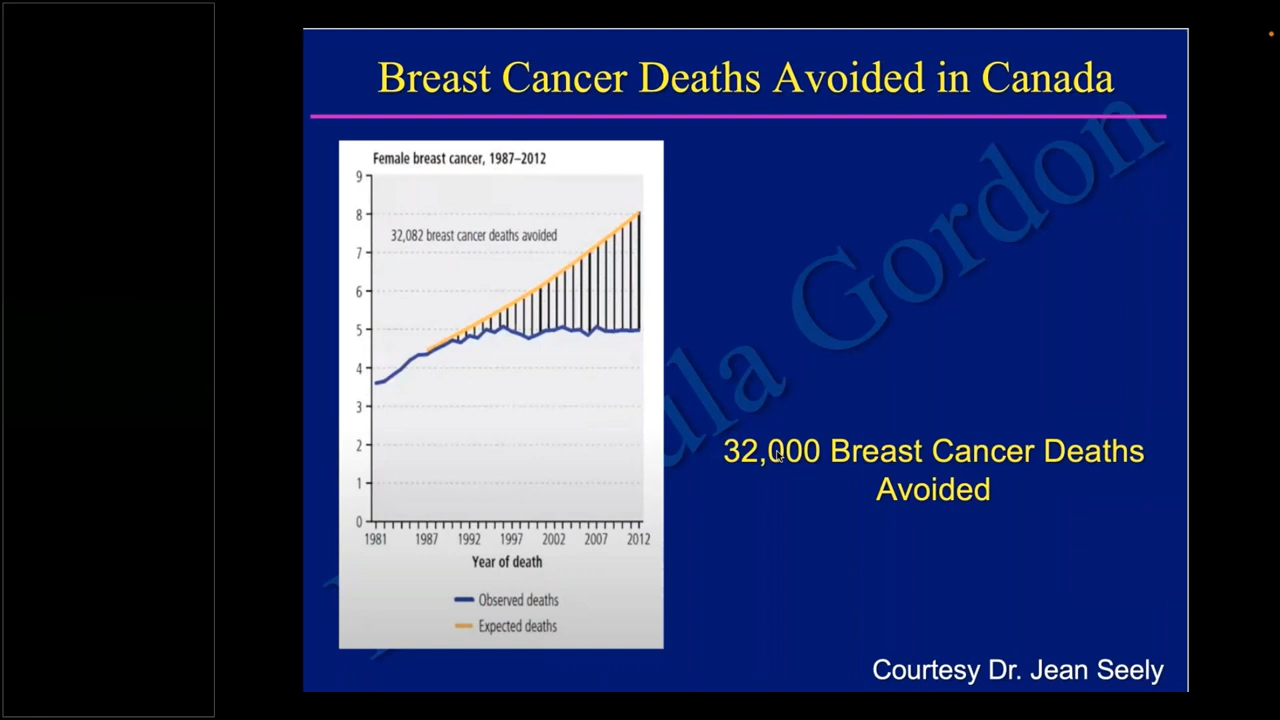 Breast Cancer Deaths Avoided in Canada
Female breast cancer, 1987–2012
9
8
32,082 breast cancer deaths avoided
7
6
5
4
3
2
1
0
1981 1987 1992 1997 2002 2007 2012
Year of death
Observed deaths
Expected deaths
32,000 Breast Cancer Deaths
Avoided
Courtesy Dr. Jean Seely
Gordon